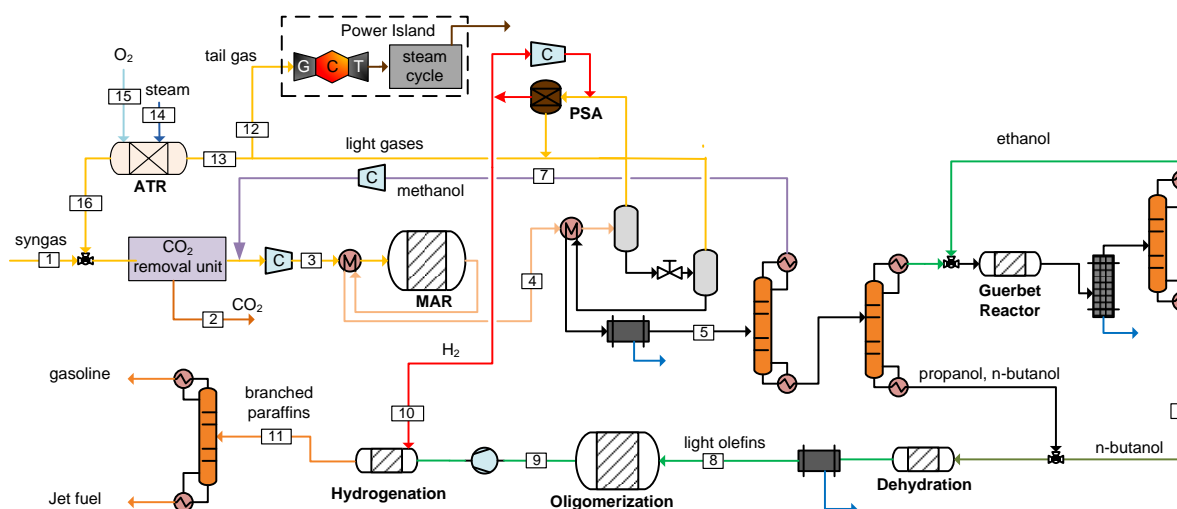 Power Island
tail gas
G C T
steam
cycle
C
O2
steam
15
14
12
PSA
13
light gases
ATR
ethanol
C
7
methanol
16
syngas
1
CO2
removal unit
C
3
M
MAR
M
4
Guerbet
Reactor
CO2
2
5
H2
propanol, n-butanol
gasoline
branched
paraffins
10
11
light olefins
8
9
n-butanol
Jet fuel
Hydrogenation
Oligomerization
Dehydration